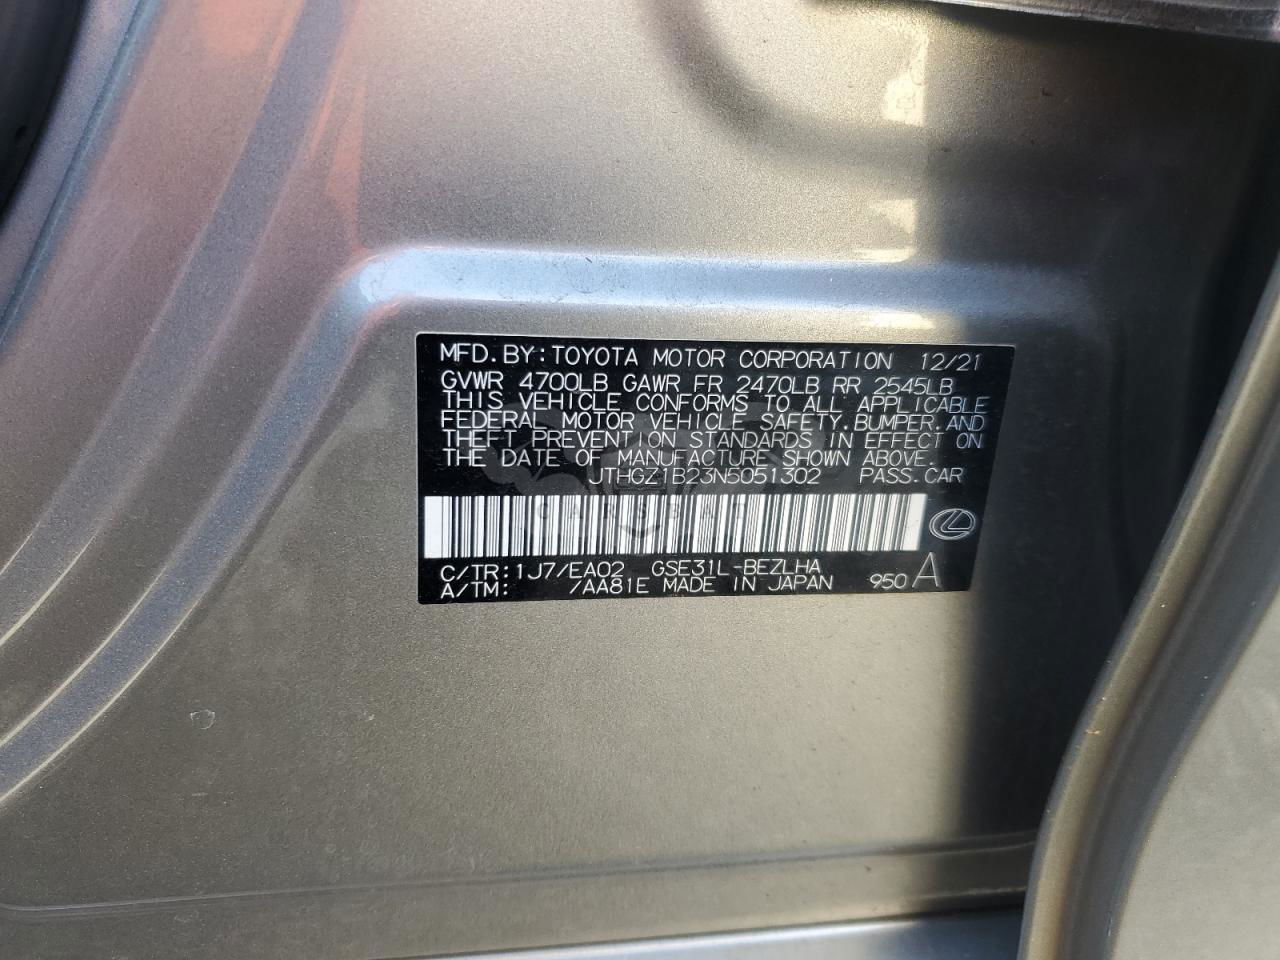 MFD.BY:TOYOTA MOTOR CORPORATION 12/21
GVWR 4700LB GAWR FR 2470LB RR 2545LB
THIS VEHICLE CONFORMS TO ALL APPLICABLE
FEDERAL MOTOR VEHICLE SAFETY,BUMPER,AND
THEFT PREVENTION STANDARDS IN EFFECT ON
THE DATE OF MANUFACTURE SHOWN ABOVE.
JTHGZ1B23N5051302 PASS.CAR
CARSBAT
C/TR:1J7/EA02 GSE31L-BEZLHA
A/TM: /AA81E MADE IN JAPAN 950 A